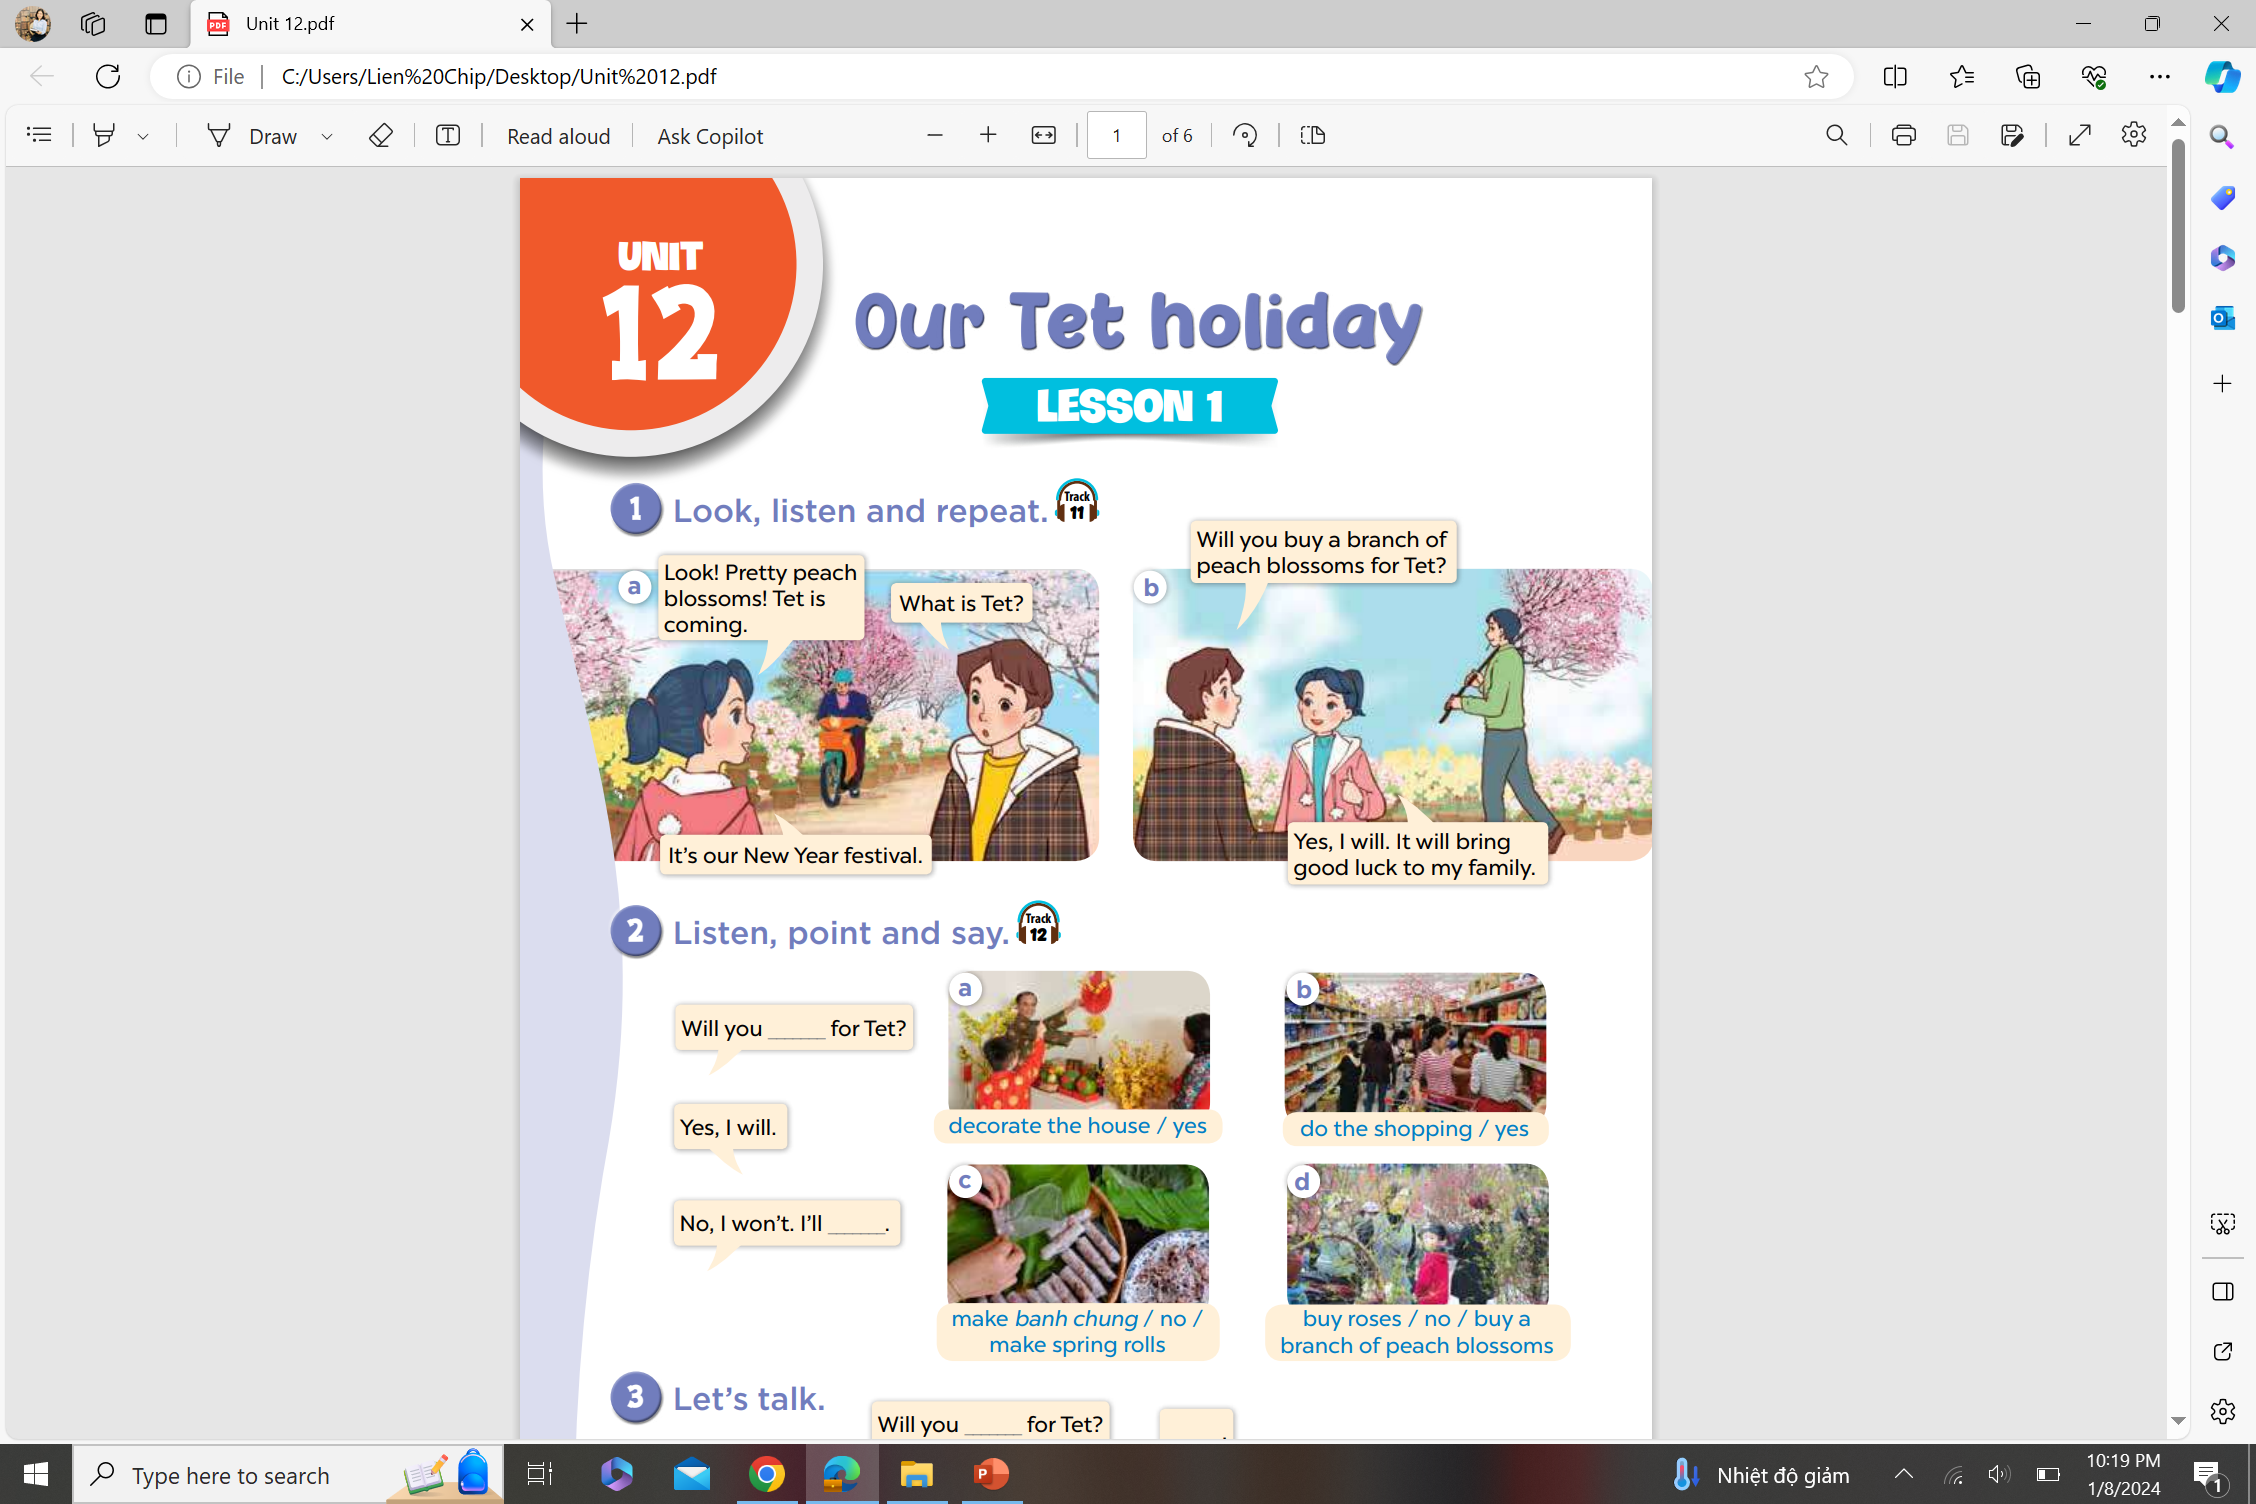 Unit 12.pdf
File
C:/Users/Lien%20Chip/Desktop/Unit%2012.pdf
Draw
Read aloud
Ask Copilot
1
of 6
UNIT
12
Our Tet holiday
LESSON 1
1 Look, listen and repeat. Track 11
a
Look! Pretty peach
blossoms! Tet is
coming.
What is Tet?
It's our New Year festival.
b
Will you buy a branch of
peach blossoms for Tet?
Yes, I will. It will bring
good luck to my family.
2 Listen, point and say. Track 12
Will you ______ for Tet?
Yes, I will.
No, I won't. I'll ______.
a
decorate the house / yes
b
do the shopping / yes
c
make banh chung / no /
make spring rolls
d
buy roses / no / buy a
branch of peach blossoms
3 Let's talk.
Will you ______ for Tet?
Type here to search
Nhiệt độ giảm
10:19 PM
1/8/2024
1